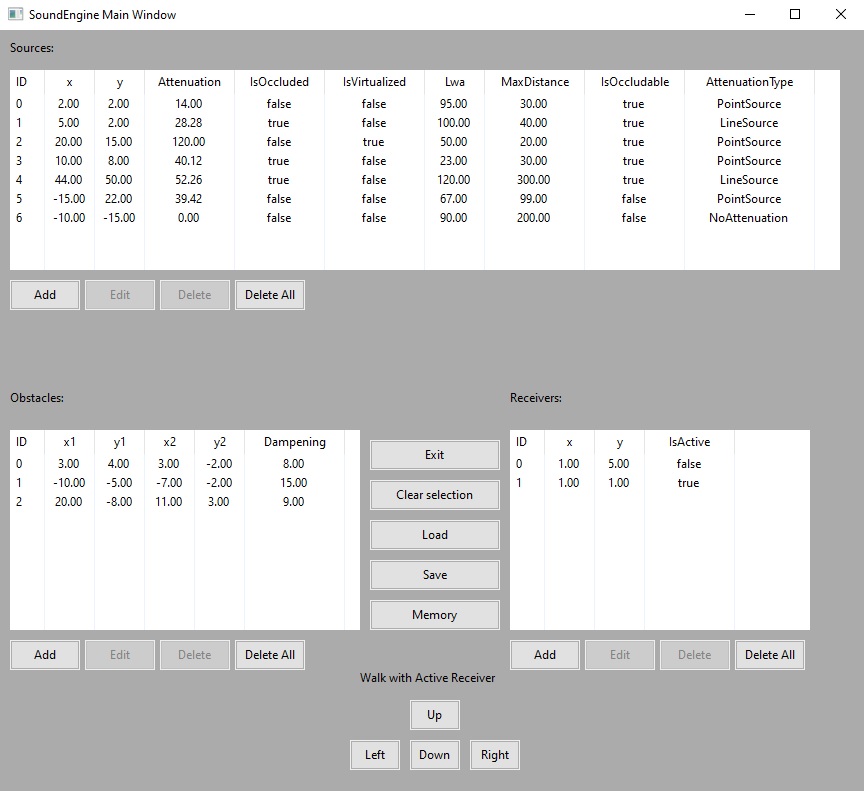 SoundEngine Main Window
Sources:
ID x y Attenuation IsOccluded IsVirtualized Lwa MaxDistance IsOccludable AttenuationType
0 2.00 2.00 14.00 false false 95.00 30.00 true PointSource
1 5.00 2.00 28.28 true false 100.00 40.00 true LineSource
2 20.00 15.00 120.00 false true 50.00 20.00 true PointSource
3 10.00 8.00 40.12 true false 23.00 30.00 true PointSource
4 44.00 50.00 52.26 true false 120.00 300.00 true LineSource
5 -15.00 22.00 39.42 false false 67.00 99.00 false PointSource
6 -10.00 -15.00 0.00 false false 90.00 200.00 false NoAttenuation
Add Edit Delete Delete All
Obstacles:
ID x1 y1 x2 y2 Dampening
0 3.00 4.00 3.00 -2.00 8.00
1 -10.00 -5.00 -7.00 -2.00 15.00
2 20.00 -8.00 11.00 3.00 9.00
Add Edit Delete Delete All
Exit
Clear selection
Load
Save
Memory
Receivers:
ID x y IsActive
0 1.00 5.00 false
1 1.00 1.00 true
Add Edit Delete Delete All
Walk with Active Receiver
Up
Left Down Right